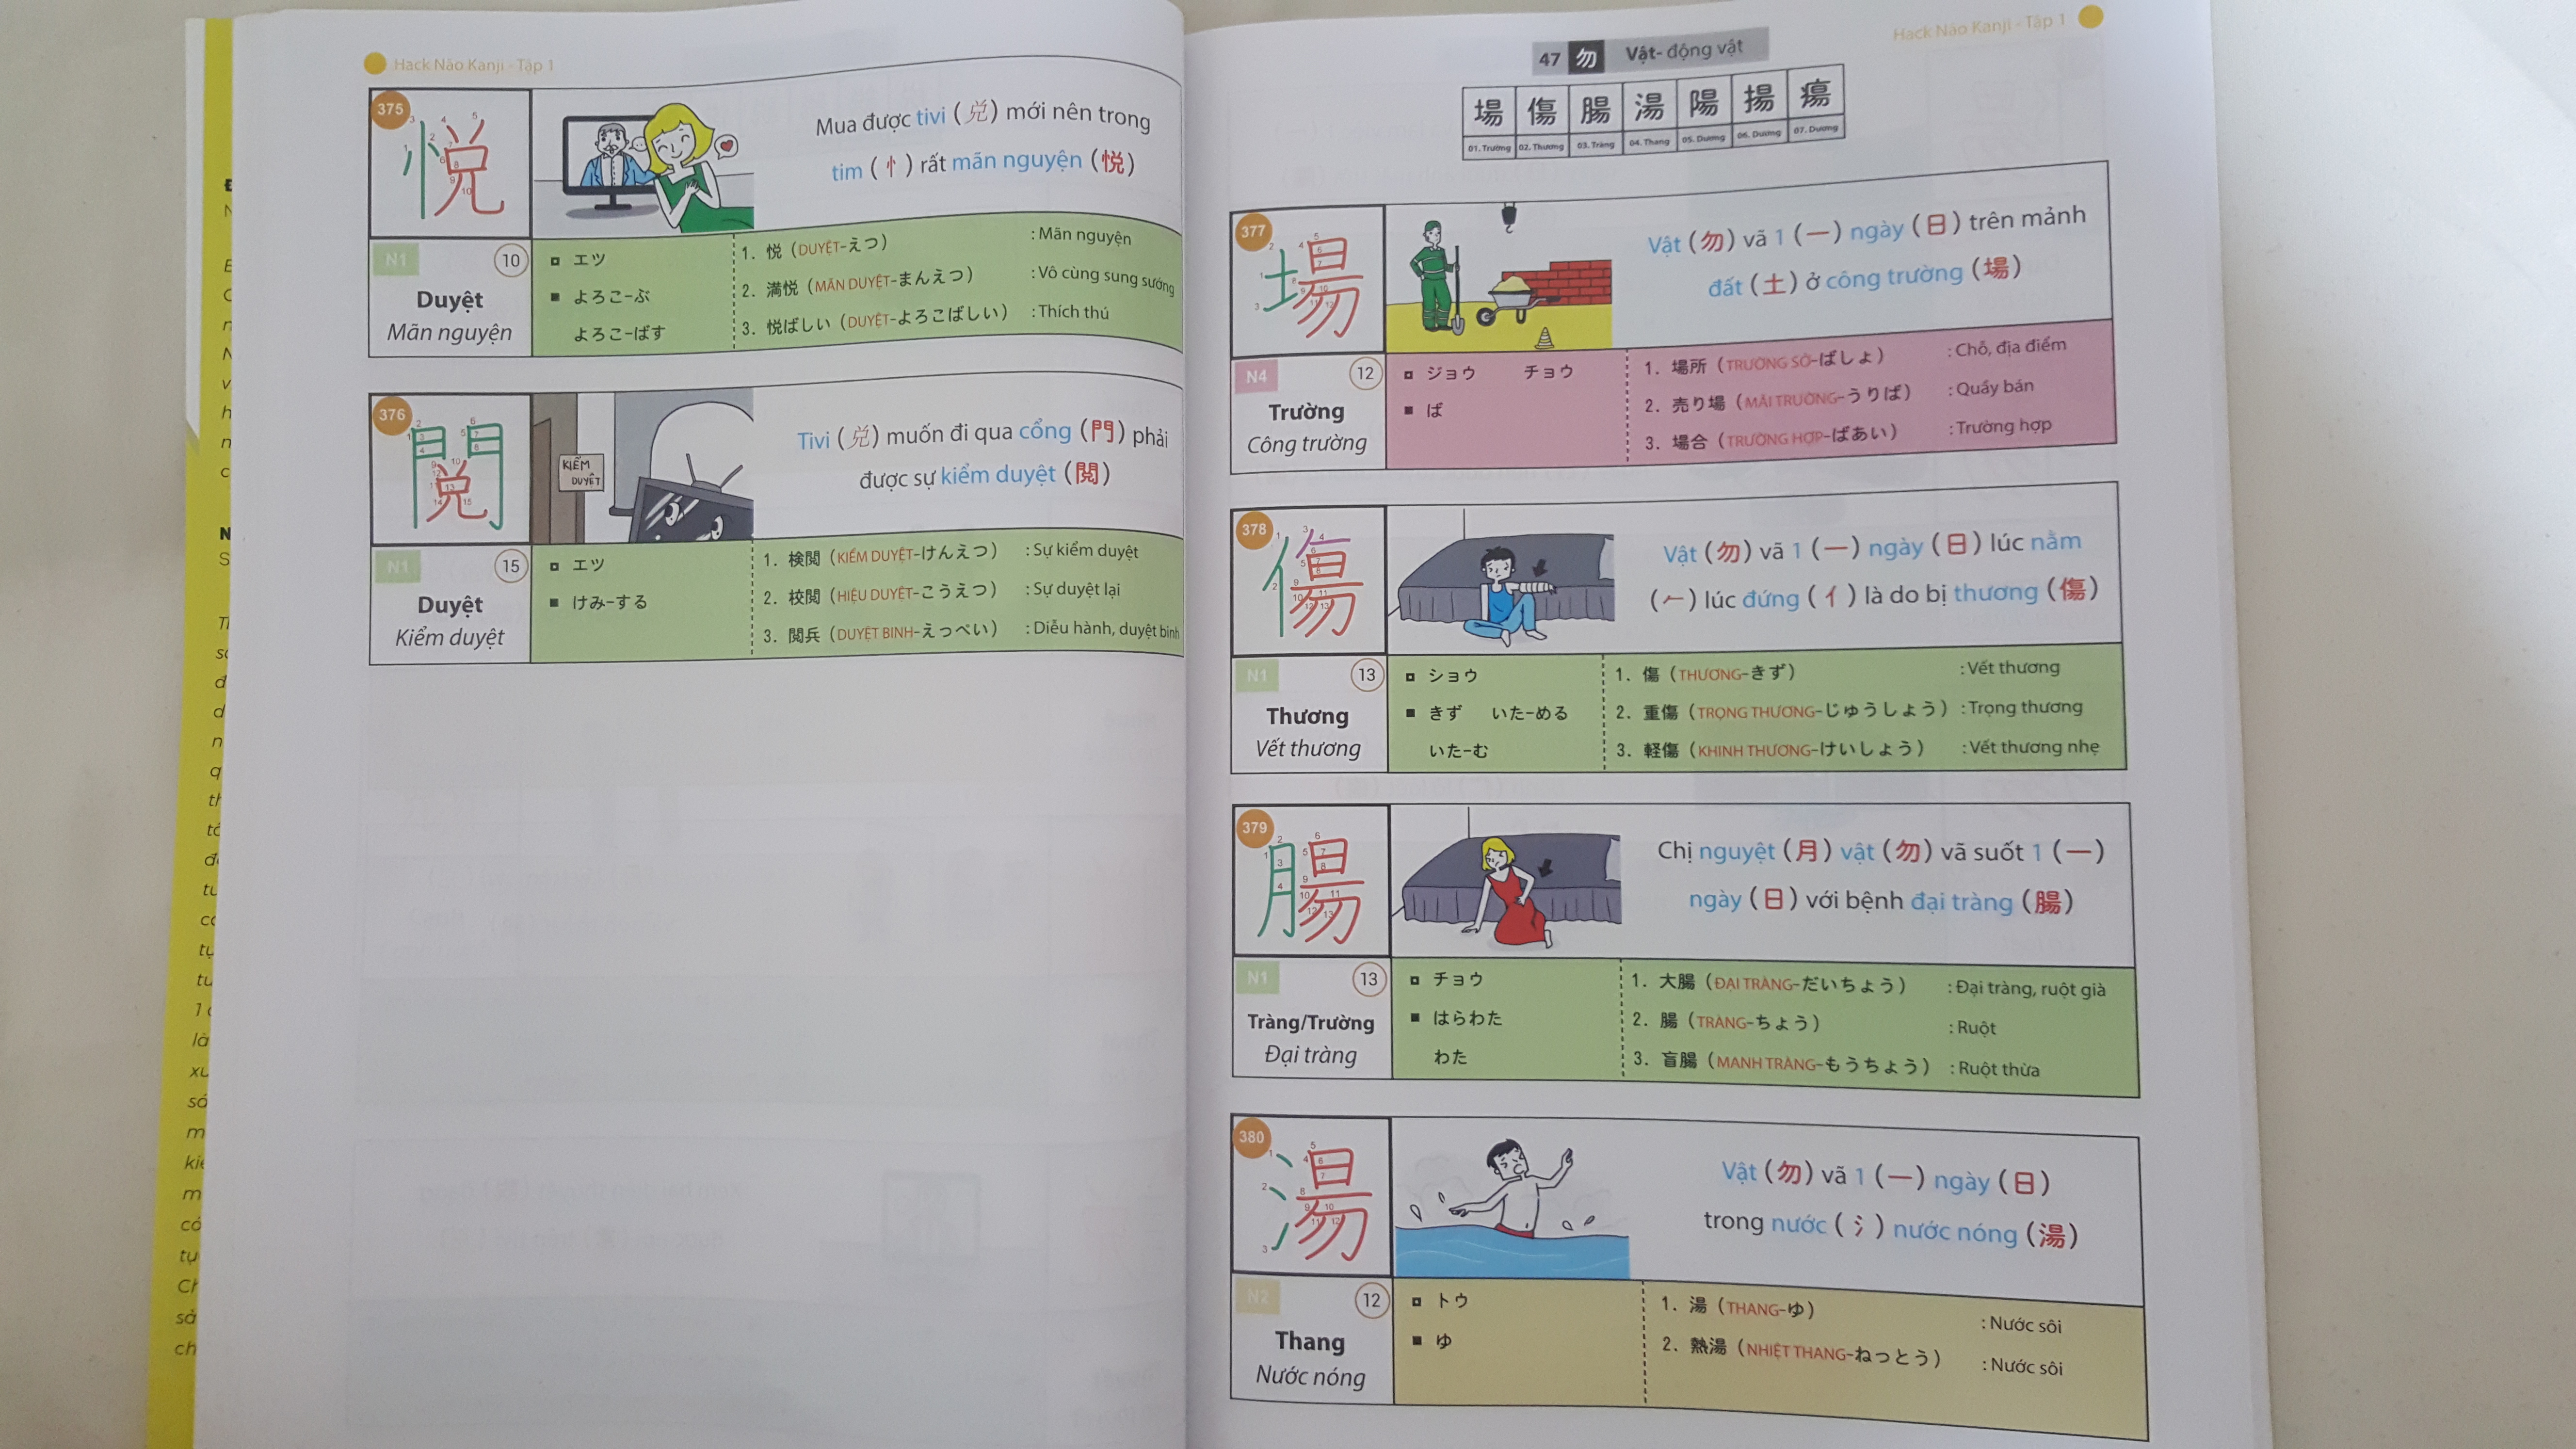 Hack Não Kanji - Tập 1
375
N1
10
Duyệt
Mãn nguyện
Mua được tivi (兑) mới nên trong
tim (忄) rất mãn nguyện (悦)
エツ
よろこ-ぶ
よろこ-ばす
1. 悦 (DUYỆT-えつ) : Mãn nguyện
2. 満悦 (MÃN DUYỆT-まんえつ) : Vô cùng sung sướng
3. 悦ばしい (DUYỆT-よろこばしい) : Thích thú
376
N1
15
Duyệt
Kiểm duyệt
KIỂM
DUYỆT
Tivi (兑) muốn đi qua cổng (門) phải
được sự kiểm duyệt (閲)
エツ
けみ-する
1. 検閲 (KIỂM DUYỆT-けんえつ) : Sự kiểm duyệt
2. 校閲 (HIỆU DUYỆT-こうえつ) : Sự duyệt lại
3. 閲兵 (DUYỆT BINH-えっぺい) : Diễu hành, duyệt binh
Hack Não Kanji - Tập 1
47 勿 Vật- động vật
場 傷 腸 湯 陽 揚 瘍
01. Trường 02. Thương 03. Tràng 04. Thang 05. Dương 06. Dương 07. Dương
377
N4
12
Trường
Công trường
Vật (勿) vã 1 (一) ngày (日) trên mảnh
đất (土) ở công trường (場)
ジョウ チョウ
ば
1. 場所 (TRƯỜNG SỞ-ばしょ) : Chỗ, địa điểm
2. 売り場 (MÃI TRƯỜNG-うりば) : Quầy bán
3. 場合 (TRƯỜNG HỢP-ばあい) : Trường hợp
378
N1
13
Thương
Vết thương
Vật (勿) vã 1 (一) ngày (日) lúc nằm
(𠂉) lúc đứng (亻) là do bị thương (傷)
ショウ
きず いた-める
いた-む
1. 傷 (THƯƠNG-きず) : Vết thương
2. 重傷 (TRỌNG THƯƠNG-じゅうしょう) : Trọng thương
3. 軽傷 (KHINH THƯƠNG-けいしょう) : Vết thương nhẹ
379
N1
13
Tràng/Trường
Đại tràng
Chị nguyệt (月) vật (勿) vã suốt 1 (一)
ngày (日) với bệnh đại tràng (腸)
チョウ
はらわた
わた
1. 大腸 (ĐẠI TRÀNG-だいちょう) : Đại tràng, ruột già
2. 腸 (TRÀNG-ちょう) : Ruột
3. 盲腸 (MANH TRÀNG-もうちょう) : Ruột thừa
380
N2
12
Thang
Nước nóng
Vật (勿) vã 1 (一) ngày (日)
trong nước (氵) nước nóng (湯)
トウ
ゆ
1. 湯 (THANG-ゆ) : Nước sôi
2. 熱湯 (NHIỆT THANG-ねっとう) : Nước sôi